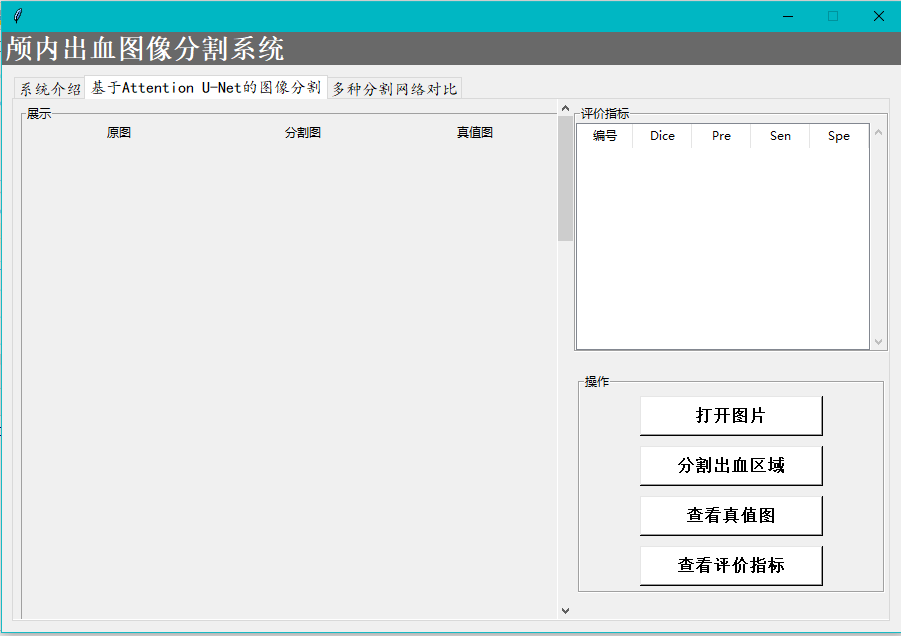 颅内出血图像分割系统
系统介绍 基于Attention U-Net的图像分割 多种分割网络对比
展示
原图 分割图 真值图
评价指标
编号 Dice Pre Sen Spe
操作
打开图片
分割出血区域
查看真值图
查看评价指标